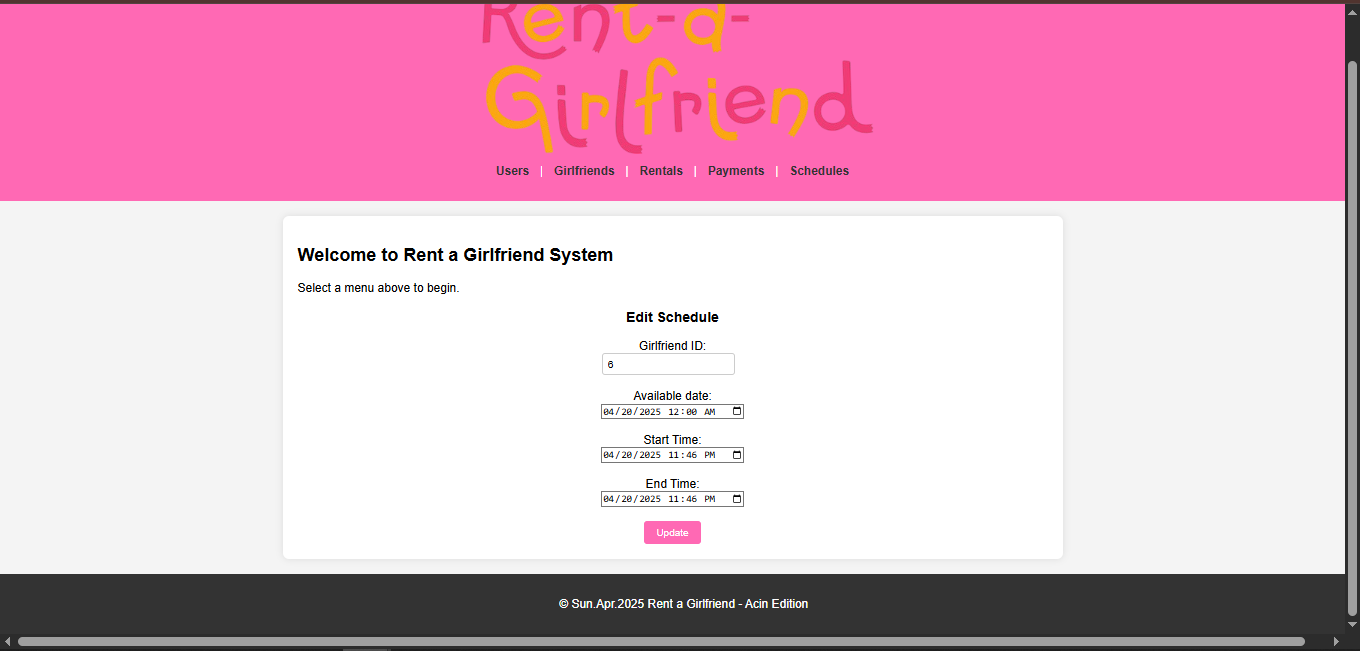 Rent-a-
Girlfriend
Users | Girlfriends | Rentals | Payments | Schedules
Welcome to Rent a Girlfriend System
Select a menu above to begin.
Edit Schedule
Girlfriend ID:
6
Available date:
04/20/2025 12:00 AM
Start Time:
04/20/2025 11:46 PM
End Time:
04/20/2025 11:46 PM
Update
© Sun.Apr.2025 Rent a Girlfriend - Acin Edition